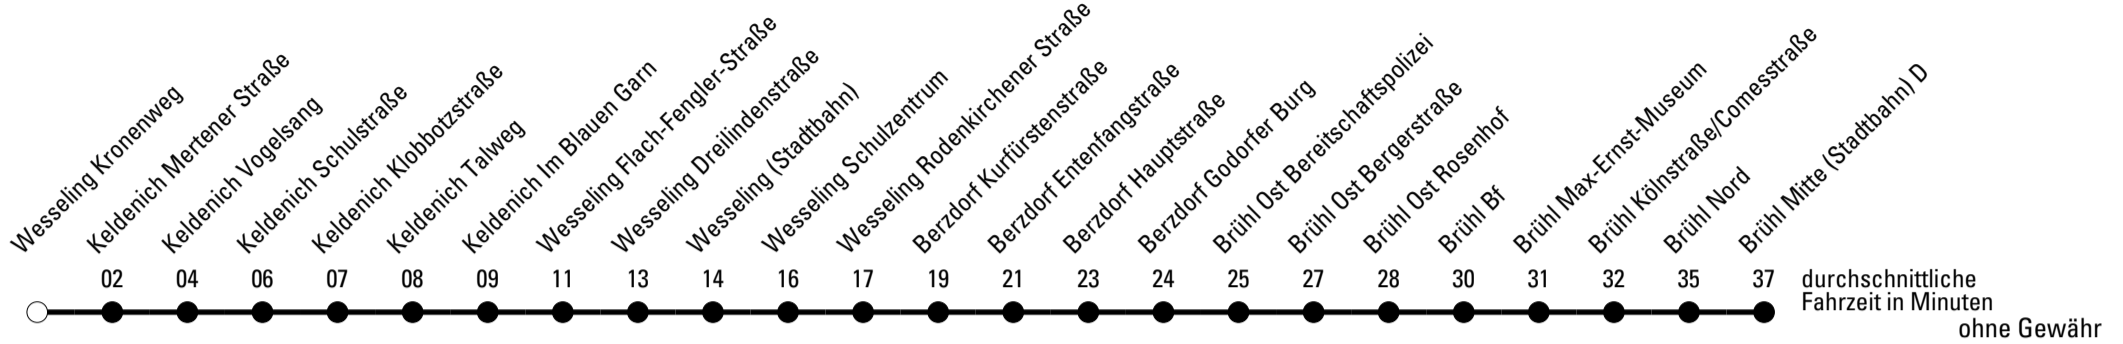 Wesseling Kronenweg
Keldenich Mertener Straße
Keldenich Vogelsang
Keldenich Schulstraße
Keldenich Klobbotzstraße
Keldenich Talweg
Keldenich Im Blauen Garn
Wesseling Flach-Fengler-Straße
Wesseling Dreilindenstraße
Wesseling (Stadtbahn)
Wesseling Schulzentrum
Wesseling Rodenkirchener Straße
Berzdorf Kurfürstenstraße
Berzdorf Entenfangstraße
Berzdorf Hauptstraße
Berzdorf Godorfer Burg
Brühl Ost Bereitschaftspolizei
Brühl Ost Bergerstraße
Brühl Ost Rosenhof
Brühl Bf
Brühl Max-Ernst-Museum
Brühl Kölnstraße/Comesstraße
Brühl Nord
Brühl Mitte (Stadtbahn) D
02 04 06 07 08 09 11 13 14 16 17 19 21 23 24 25 27 28 30 31 32 35 37
durchschnittliche
Fahrzeit in Minuten
ohne Gewähr